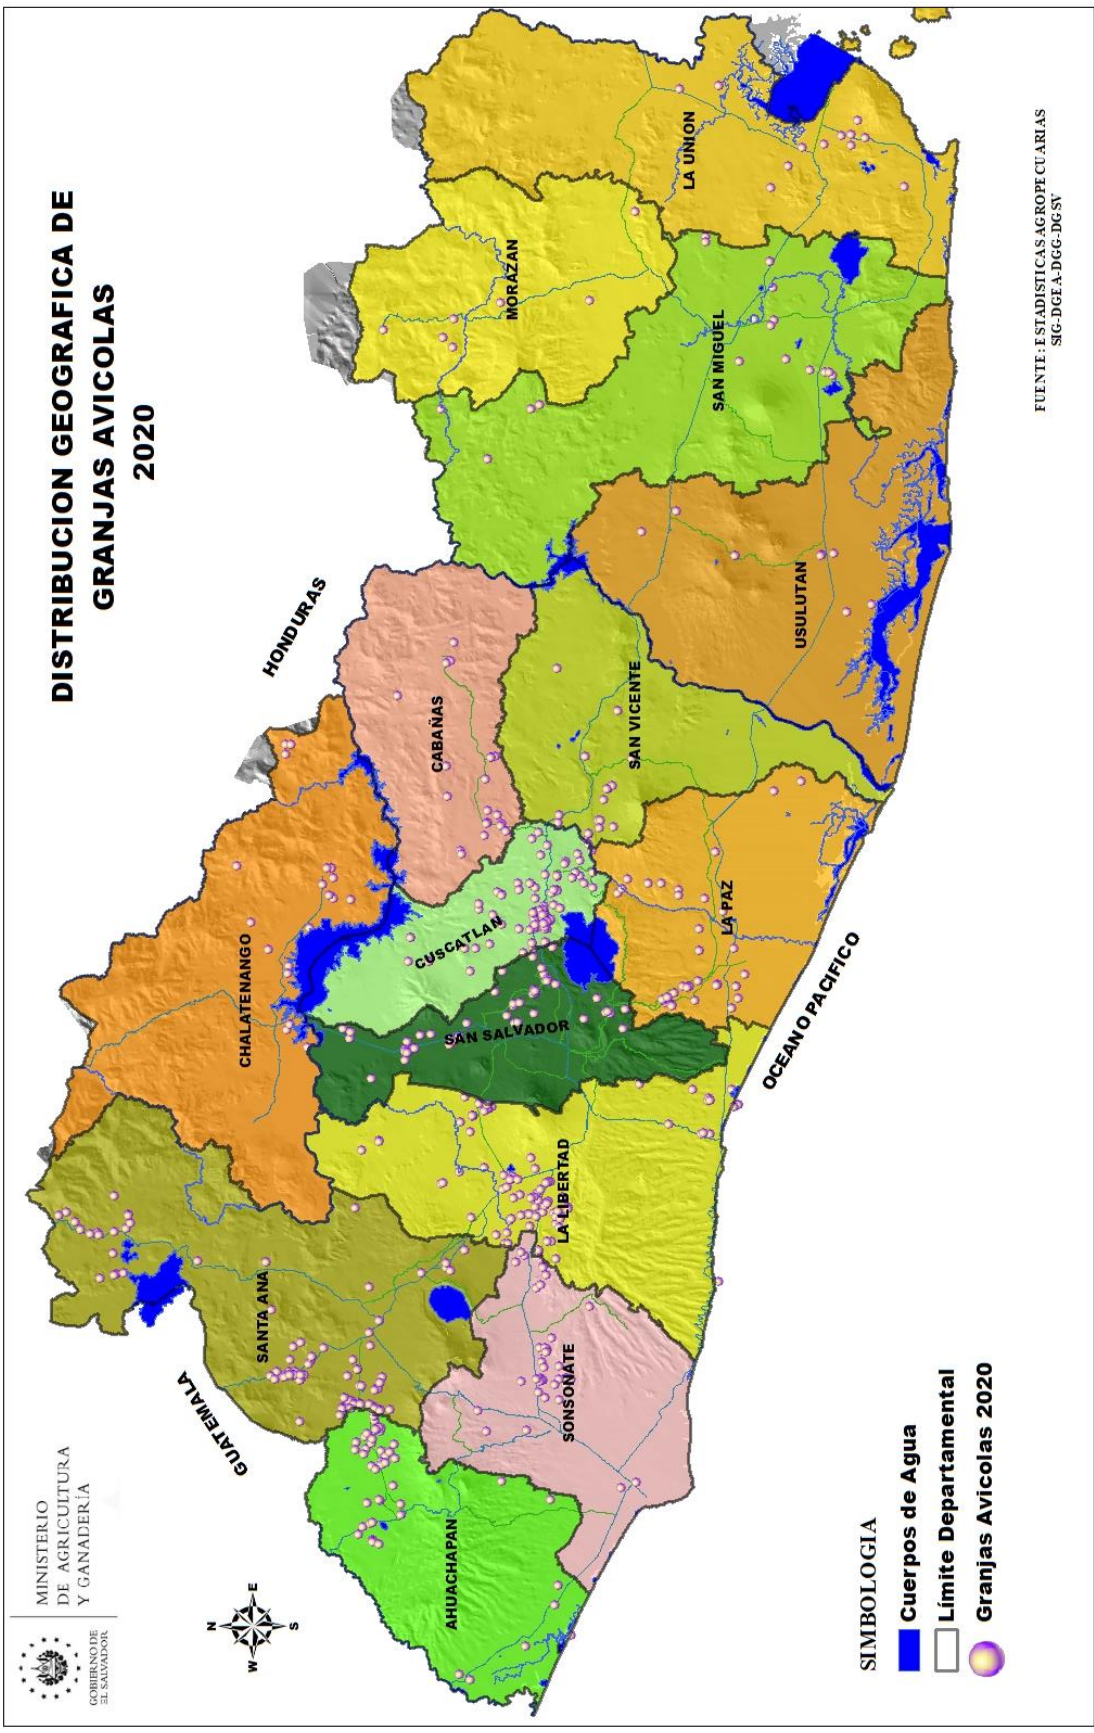 MINISTERIO
DE AGRICULTURA
Y GANADERÍA
GOBIERNO DE
EL SALVADOR
DISTRIBUCION GEOGRAFICA DE
GRANJAS AVICOLAS
2020
HONDURAS
GUATEMALA
OCEANO PACIFICO
N
W
E
S
CHALATENANGO
SANTA ANA
AHUACHAPAN
SONSONATE
LA LIBERTAD
SAN SALVADOR
CUSCATLAN
CABAÑAS
LA PAZ
SAN VICENTE
USULUTAN
SAN MIGUEL
MORAZAN
LA UNION
SIMBOLOGIA
Cuerpos de Agua
Límite Departamental
Granjas Avicolas 2020
FUENTE: ESTADISTICAS AGROPECUARIAS
SIG-DGEA-DGG-DGSV